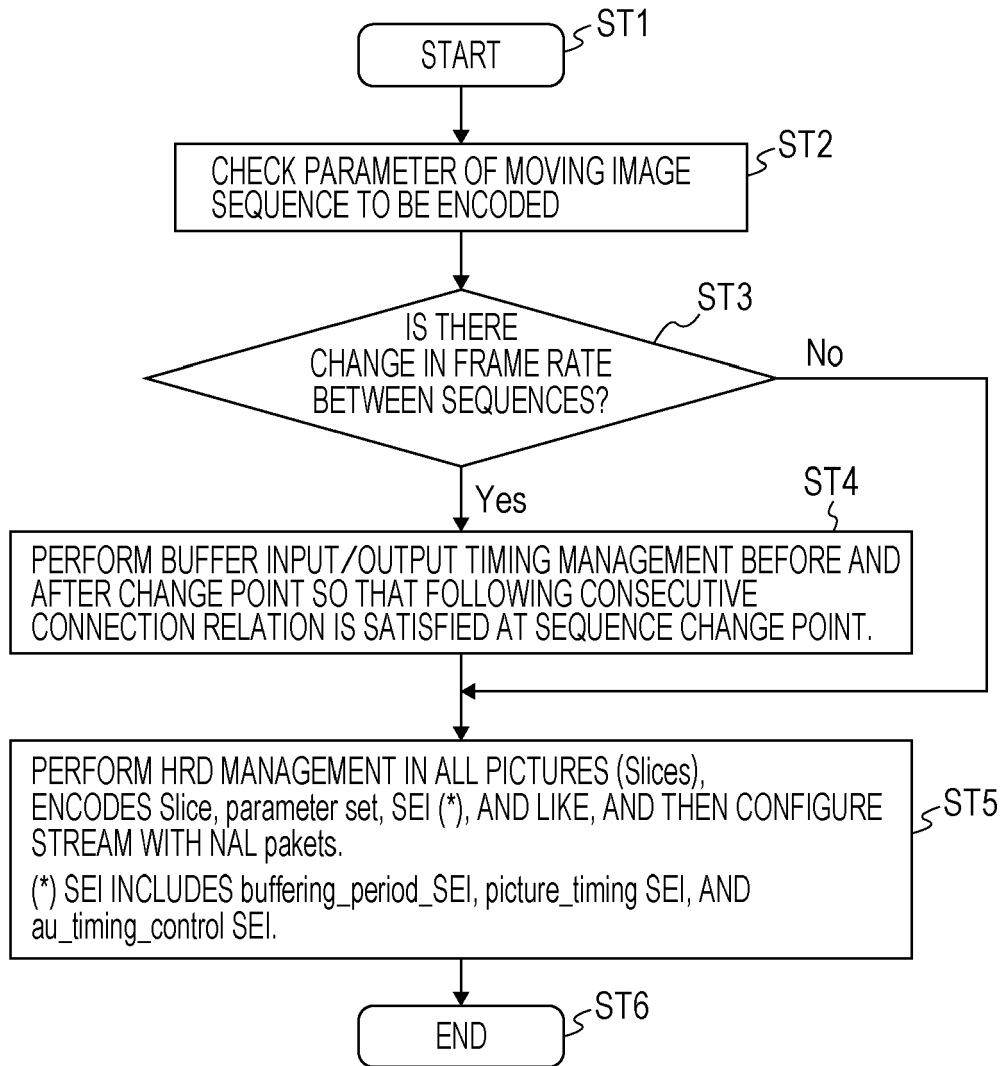 START
ST1
CHECK PARAMETER OF MOVING IMAGE
SEQUENCE TO BE ENCODED
ST2
IS THERE
CHANGE IN FRAME RATE
BETWEEN SEQUENCES?
ST3
No
Yes
ST4
PERFORM BUFFER INPUT/OUTPUT TIMING MANAGEMENT BEFORE AND
AFTER CHANGE POINT SO THAT FOLLOWING CONSECUTIVE
CONNECTION RELATION IS SATISFIED AT SEQUENCE CHANGE POINT.
PERFORM HRD MANAGEMENT IN ALL PICTURES (Slices),
ENCODES Slice, parameter set, SEI (*), AND LIKE, AND THEN CONFIGURE
STREAM WITH NAL pakets.
(*) SEI INCLUDES buffering_period_SEI, picture_timing SEI, AND
au_timing_control SEI.
ST5
END
ST6